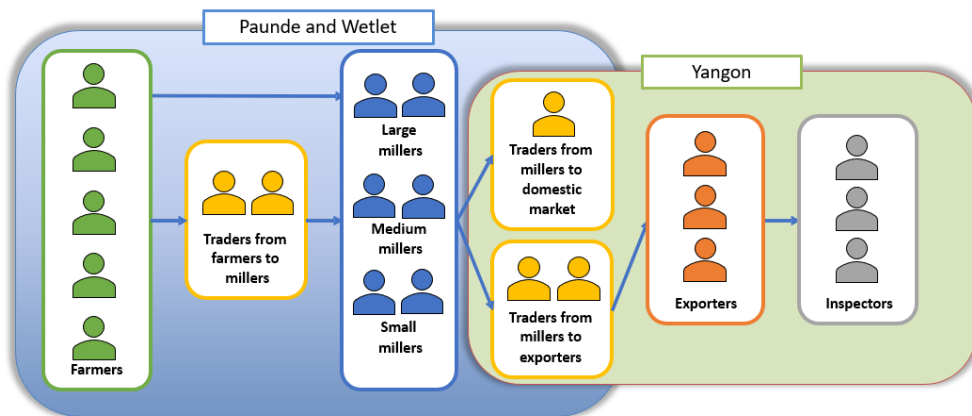 Paunde and Wetlet
Yangon
Farmers
Traders from
farmers to
millers
Large
millers
Medium
millers
Small
millers
Traders from
millers to
domestic
market
Traders from
millers to
exporters
Exporters
Inspectors